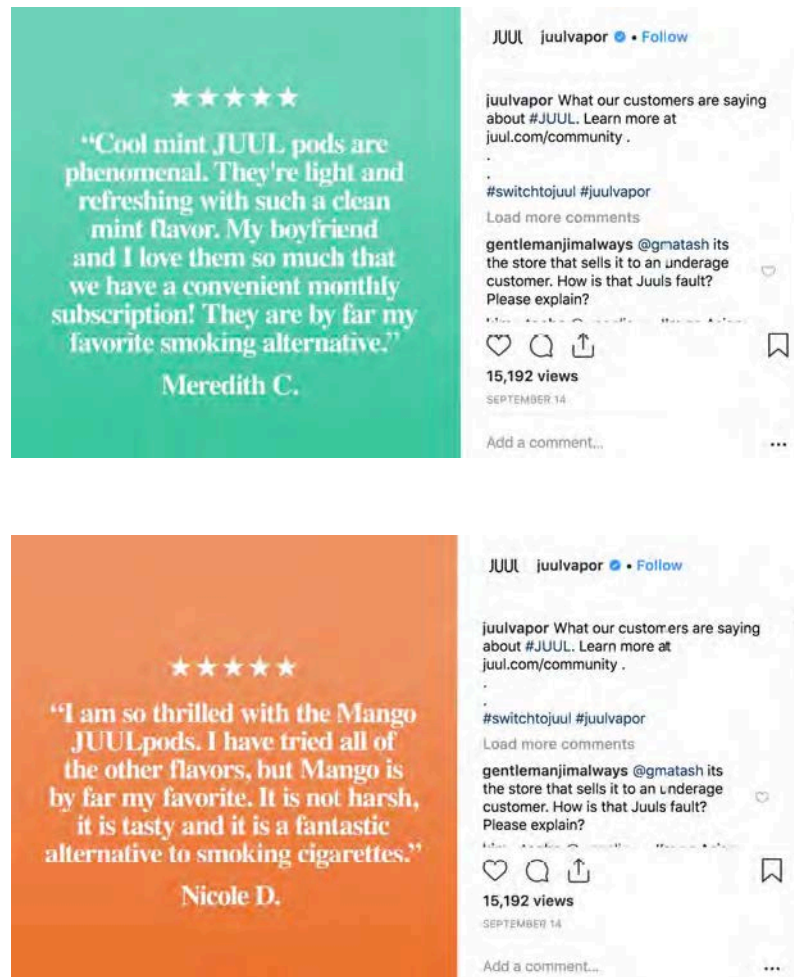 ★★★★★
“Cool mint JUUL pods are
phenomenal. They're light and
refreshing with such a clean
mint flavor. My boyfriend
and I love them so much that
we have a convenient monthly
subscription! They are by far my
favorite smoking alternative.”
Meredith C.
JUUL juulvapor • Follow
juulvapor What our customers are saying
about #JUUL. Learn more at
juul.com/community .
.
.
#switchtojuul #juulvapor
Load more comments
gentlemanjimalways @gmatash its
the store that sells it to an underage
customer. How is that Juuls fault?
Please explain?
15,192 views
SEPTEMBER 14
Add a comment...
★★★★★
“I am so thrilled with the Mango
JUULpods. I have tried all of
the other flavors, but Mango is
by far my favorite. It is not harsh,
it is tasty and it is a fantastic
alternative to smoking cigarettes.”
Nicole D.
JUUL juulvapor • Follow
juulvapor What our customers are saying
about #JUUL. Learn more at
juul.com/community .
.
.
#switchtojuul #juulvapor
Load more comments
gentlemanjimalways @gmatash its
the store that sells it to an underage
customer. How is that Juuls fault?
Please explain?
15,192 views
SEPTEMBER 14
Add a comment...